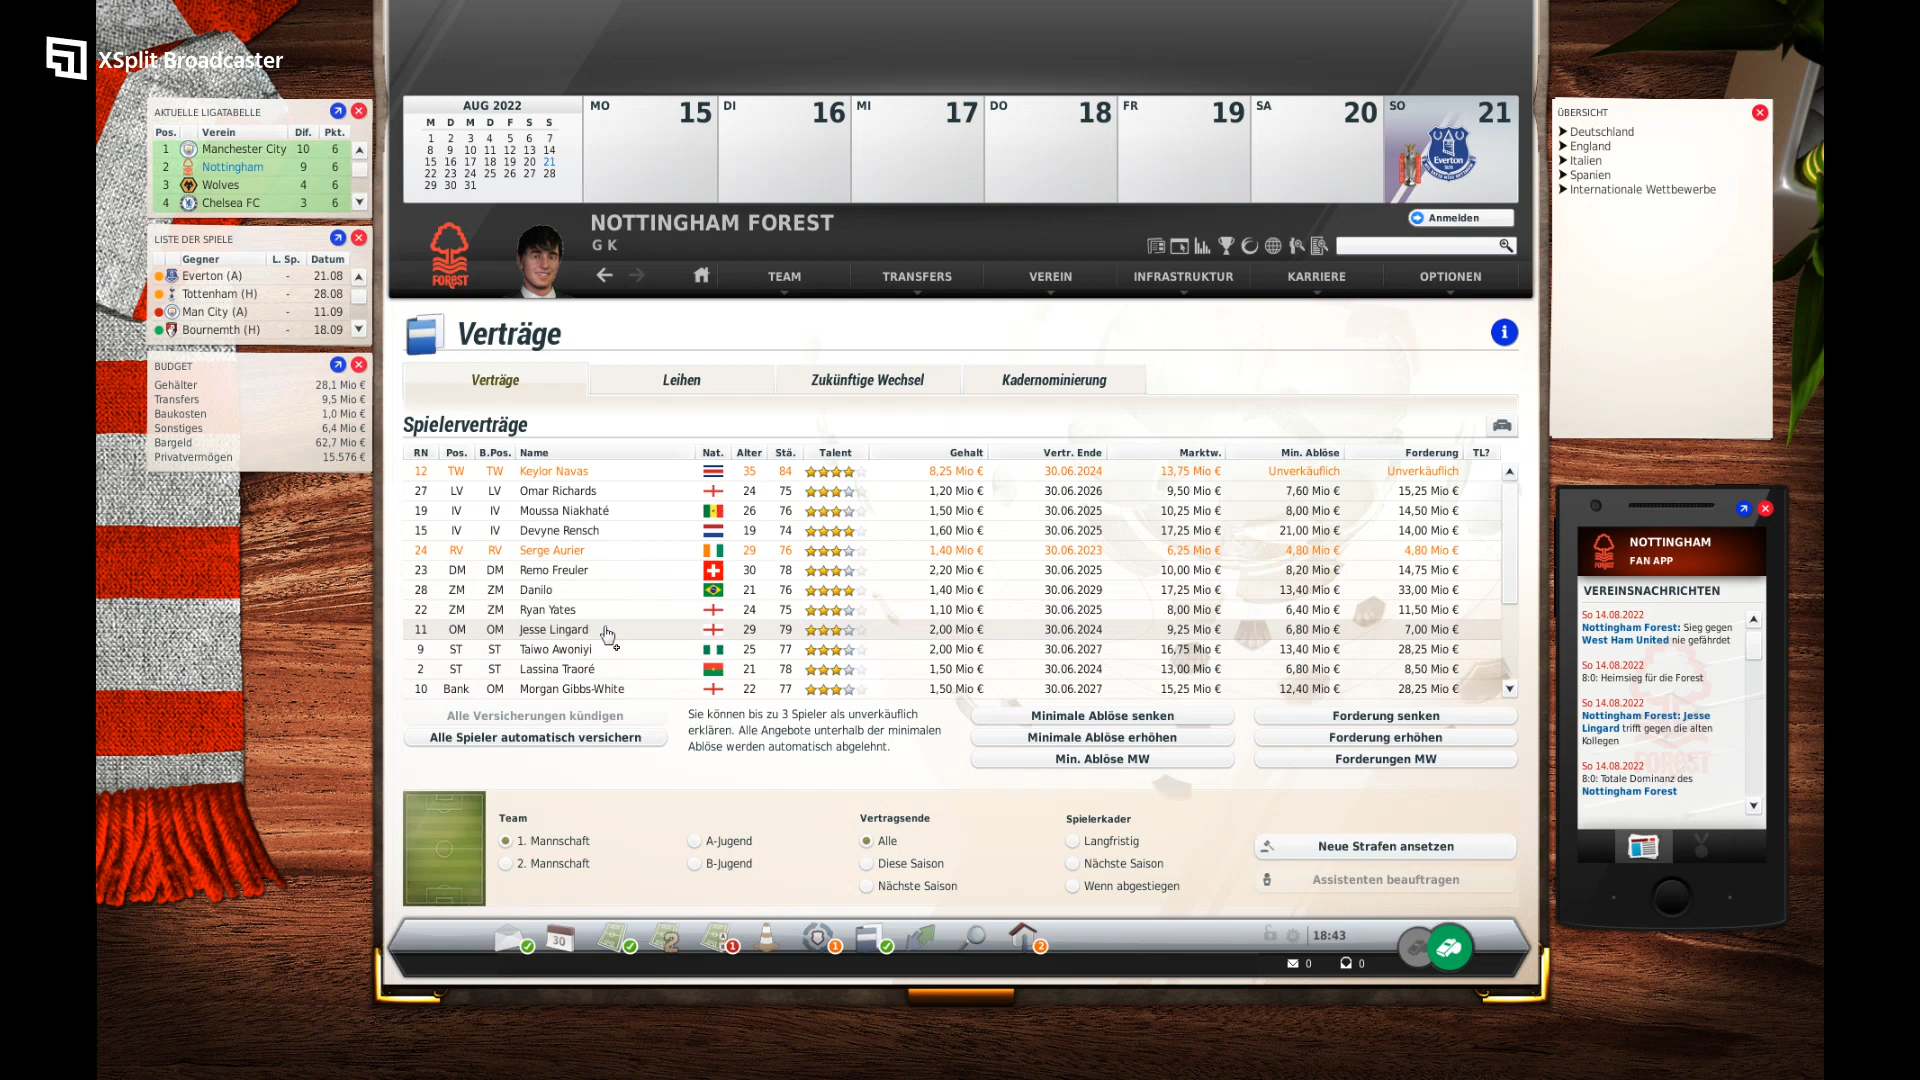 XSplit Broadcaster
AKTUELLE LIGATABELLE
Pos. Verein Dif. Pkt.
1 Manchester City 10 6
2 Nottingham 9 6
3 Wolves 4 6
4 Chelsea FC 3 6
LISTE DER SPIELE
Gegner L. Sp. Datum
Everton (A) - 21.08
Tottenham (H) - 28.08
Man City (A) - 11.09
Bournemth (H) - 18.09
BUDGET
Gehälter 28,1 Mio €
Transfers 9,5 Mio €
Baukosten 1,0 Mio €
Sonstiges 6,4 Mio €
Bargeld 62,7 Mio €
Privatvermögen 15.576 €
AUG 2022
M D M D F S S
1 2 3 4 5 6 7
8 9 10 11 12 13 14
15 16 17 18 19 20 21
22 23 24 25 26 27 28
29 30 31
MO 15 DI 16 MI 17 DO 18 FR 19 SA 20 SO 21
Everton
NOTTINGHAM FOREST
G K
Anmelden
FOREST
TEAM TRANSFERS VEREIN INFRASTRUKTUR KARRIERE OPTIONEN
Verträge
Verträge Leihen Zukünftige Wechsel Kadernominierung
Spielerverträge
RN Pos. B.Pos. Name Nat. Alter Stä. Talent Gehalt Vertr. Ende Marktw. Min. Ablöse Forderung TL?
12 TW TW Keylor Navas 35 84 8,25 Mio € 30.06.2024 13,75 Mio € Unverkäuflich Unverkäuflich
27 LV LV Omar Richards 24 75 1,20 Mio € 30.06.2026 9,50 Mio € 7,60 Mio € 15,25 Mio €
19 IV IV Moussa Niakhaté 26 76 1,50 Mio € 30.06.2025 10,25 Mio € 8,00 Mio € 14,50 Mio €
15 IV IV Devyne Rensch 19 74 1,60 Mio € 30.06.2025 17,25 Mio € 21,00 Mio € 14,00 Mio €
24 RV RV Serge Aurier 29 76 1,40 Mio € 30.06.2023 6,25 Mio € 4,80 Mio € 4,80 Mio €
23 DM DM Remo Freuler 30 78 2,20 Mio € 30.06.2025 10,00 Mio € 8,20 Mio € 14,75 Mio €
28 ZM ZM Danilo 21 76 1,40 Mio € 30.06.2029 17,25 Mio € 13,40 Mio € 33,00 Mio €
22 ZM ZM Ryan Yates 24 75 1,10 Mio € 30.06.2025 8,00 Mio € 6,40 Mio € 11,50 Mio €
11 OM OM Jesse Lingard 29 79 2,00 Mio € 30.06.2024 9,25 Mio € 6,80 Mio € 7,00 Mio €
9 ST ST Taiwo Awoniyi 25 77 2,00 Mio € 30.06.2027 16,75 Mio € 13,40 Mio € 28,25 Mio €
2 ST ST Lassina Traoré 21 78 1,50 Mio € 30.06.2024 13,00 Mio € 6,80 Mio € 8,50 Mio €
10 Bank OM Morgan Gibbs-White 22 77 1,50 Mio € 30.06.2027 15,25 Mio € 12,40 Mio € 28,25 Mio €
Alle Versicherungen kündigen
Alle Spieler automatisch versichern
Sie können bis zu 3 Spieler als unverkäuflich
erklären. Alle Angebote unterhalb der minimalen
Ablöse werden automatisch abgelehnt.
Minimale Ablöse senken
Minimale Ablöse erhöhen
Min. Ablöse MW
Forderung senken
Forderung erhöhen
Forderungen MW
Team
1. Mannschaft A-Jugend
2. Mannschaft B-Jugend
Vertragsende
Alle
Diese Saison
Nächste Saison
Spielerkader
Langfristig
Nächste Saison
Wenn abgestiegen
Neue Strafen ansetzen
Assistenten beauftragen
30 2 1 1 2
18:43
0 0
ÜBERSICHT
Deutschland
England
Italien
Spanien
Internationale Wettbewerbe
NOTTINGHAM
FAN APP
VEREINSNACHRICHTEN
So 14.08.2022
Nottingham Forest: Sieg gegen
West Ham United nie gefährdet
So 14.08.2022
8:0: Heimsieg für die Forest
So 14.08.2022
Nottingham Forest: Jesse
Lingard trifft gegen die alten
Kollegen
So 14.08.2022
8:0: Totale Dominanz des
Nottingham Forest